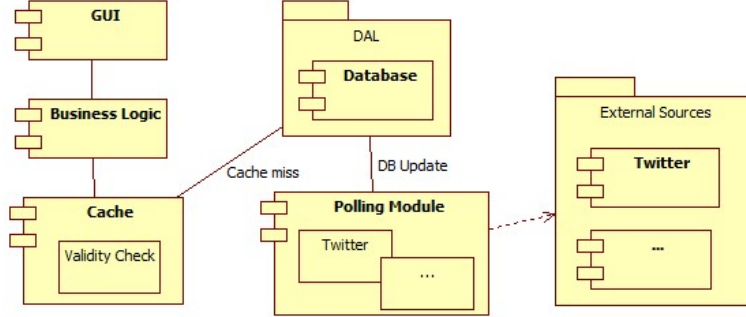 GUI
Business Logic
Cache
Validity Check
Cache miss
DAL
Database
DB Update
Polling Module
Twitter
...
External Sources
Twitter
...